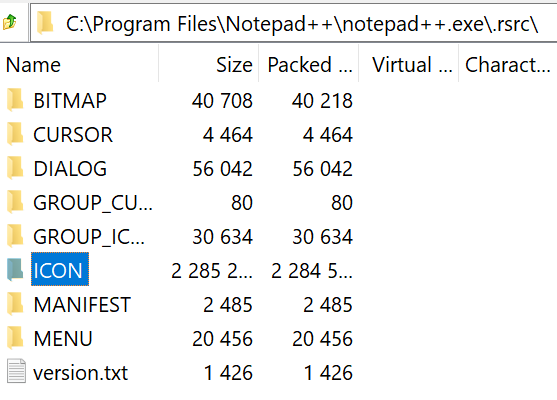 C:\Program Files\Notepad++\notepad++.exe\.rsrc\
Name Size Packed ... Virtual ... Charact...
BITMAP 40 708 40 218
CURSOR 4 464 4 464
DIALOG 56 042 56 042
GROUP_CU... 80 80
GROUP_IC... 30 634 30 634
ICON 2 285 2... 2 284 5...
MANIFEST 2 485 2 485
MENU 20 456 20 456
version.txt 1 426 1 426